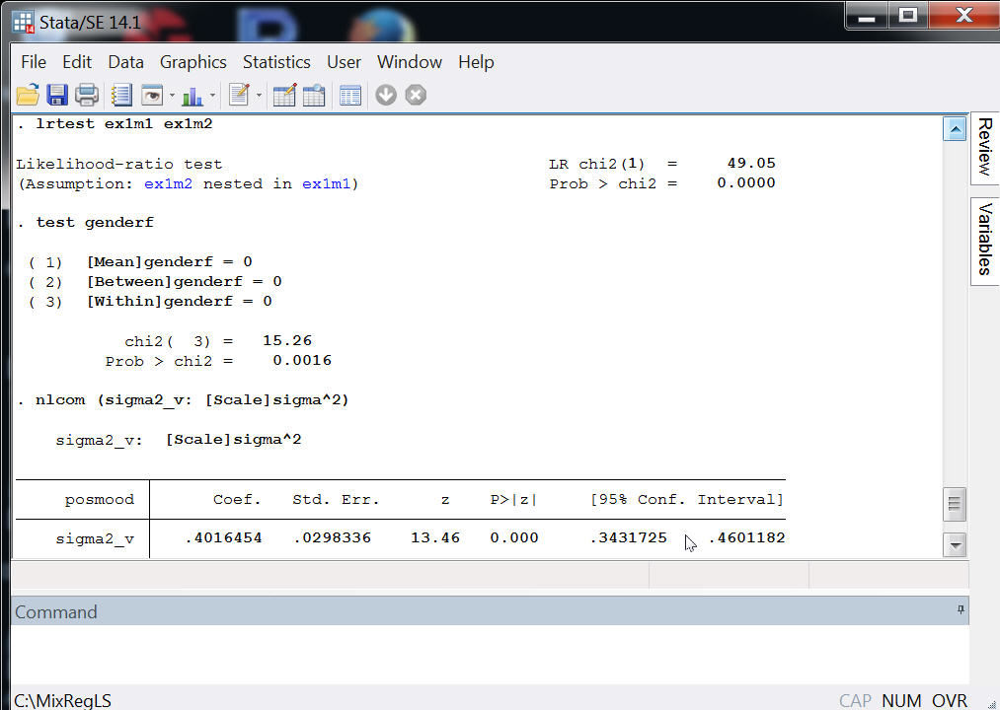 Stata/SE 14.1
File Edit Data Graphics Statistics User Window Help
. lrtest ex1m1 ex1m2
Likelihood-ratio test LR chi2(1) = 49.05
(Assumption: ex1m2 nested in ex1m1) Prob > chi2 = 0.0000
. test genderf
( 1) [Mean]genderf = 0
( 2) [Between]genderf = 0
( 3) [Within]genderf = 0
chi2( 3) = 15.26
Prob > chi2 = 0.0016
. nlcom (sigma2_v: [Scale]sigma^2)
sigma2_v: [Scale]sigma^2
posmood Coef. Std. Err. z P>|z| [95% Conf. Interval]
sigma2_v .4016454 .0298336 13.46 0.000 .3431725 .4601182
Review
Variables
Command
C:\MixRegLS CAP NUM OVR